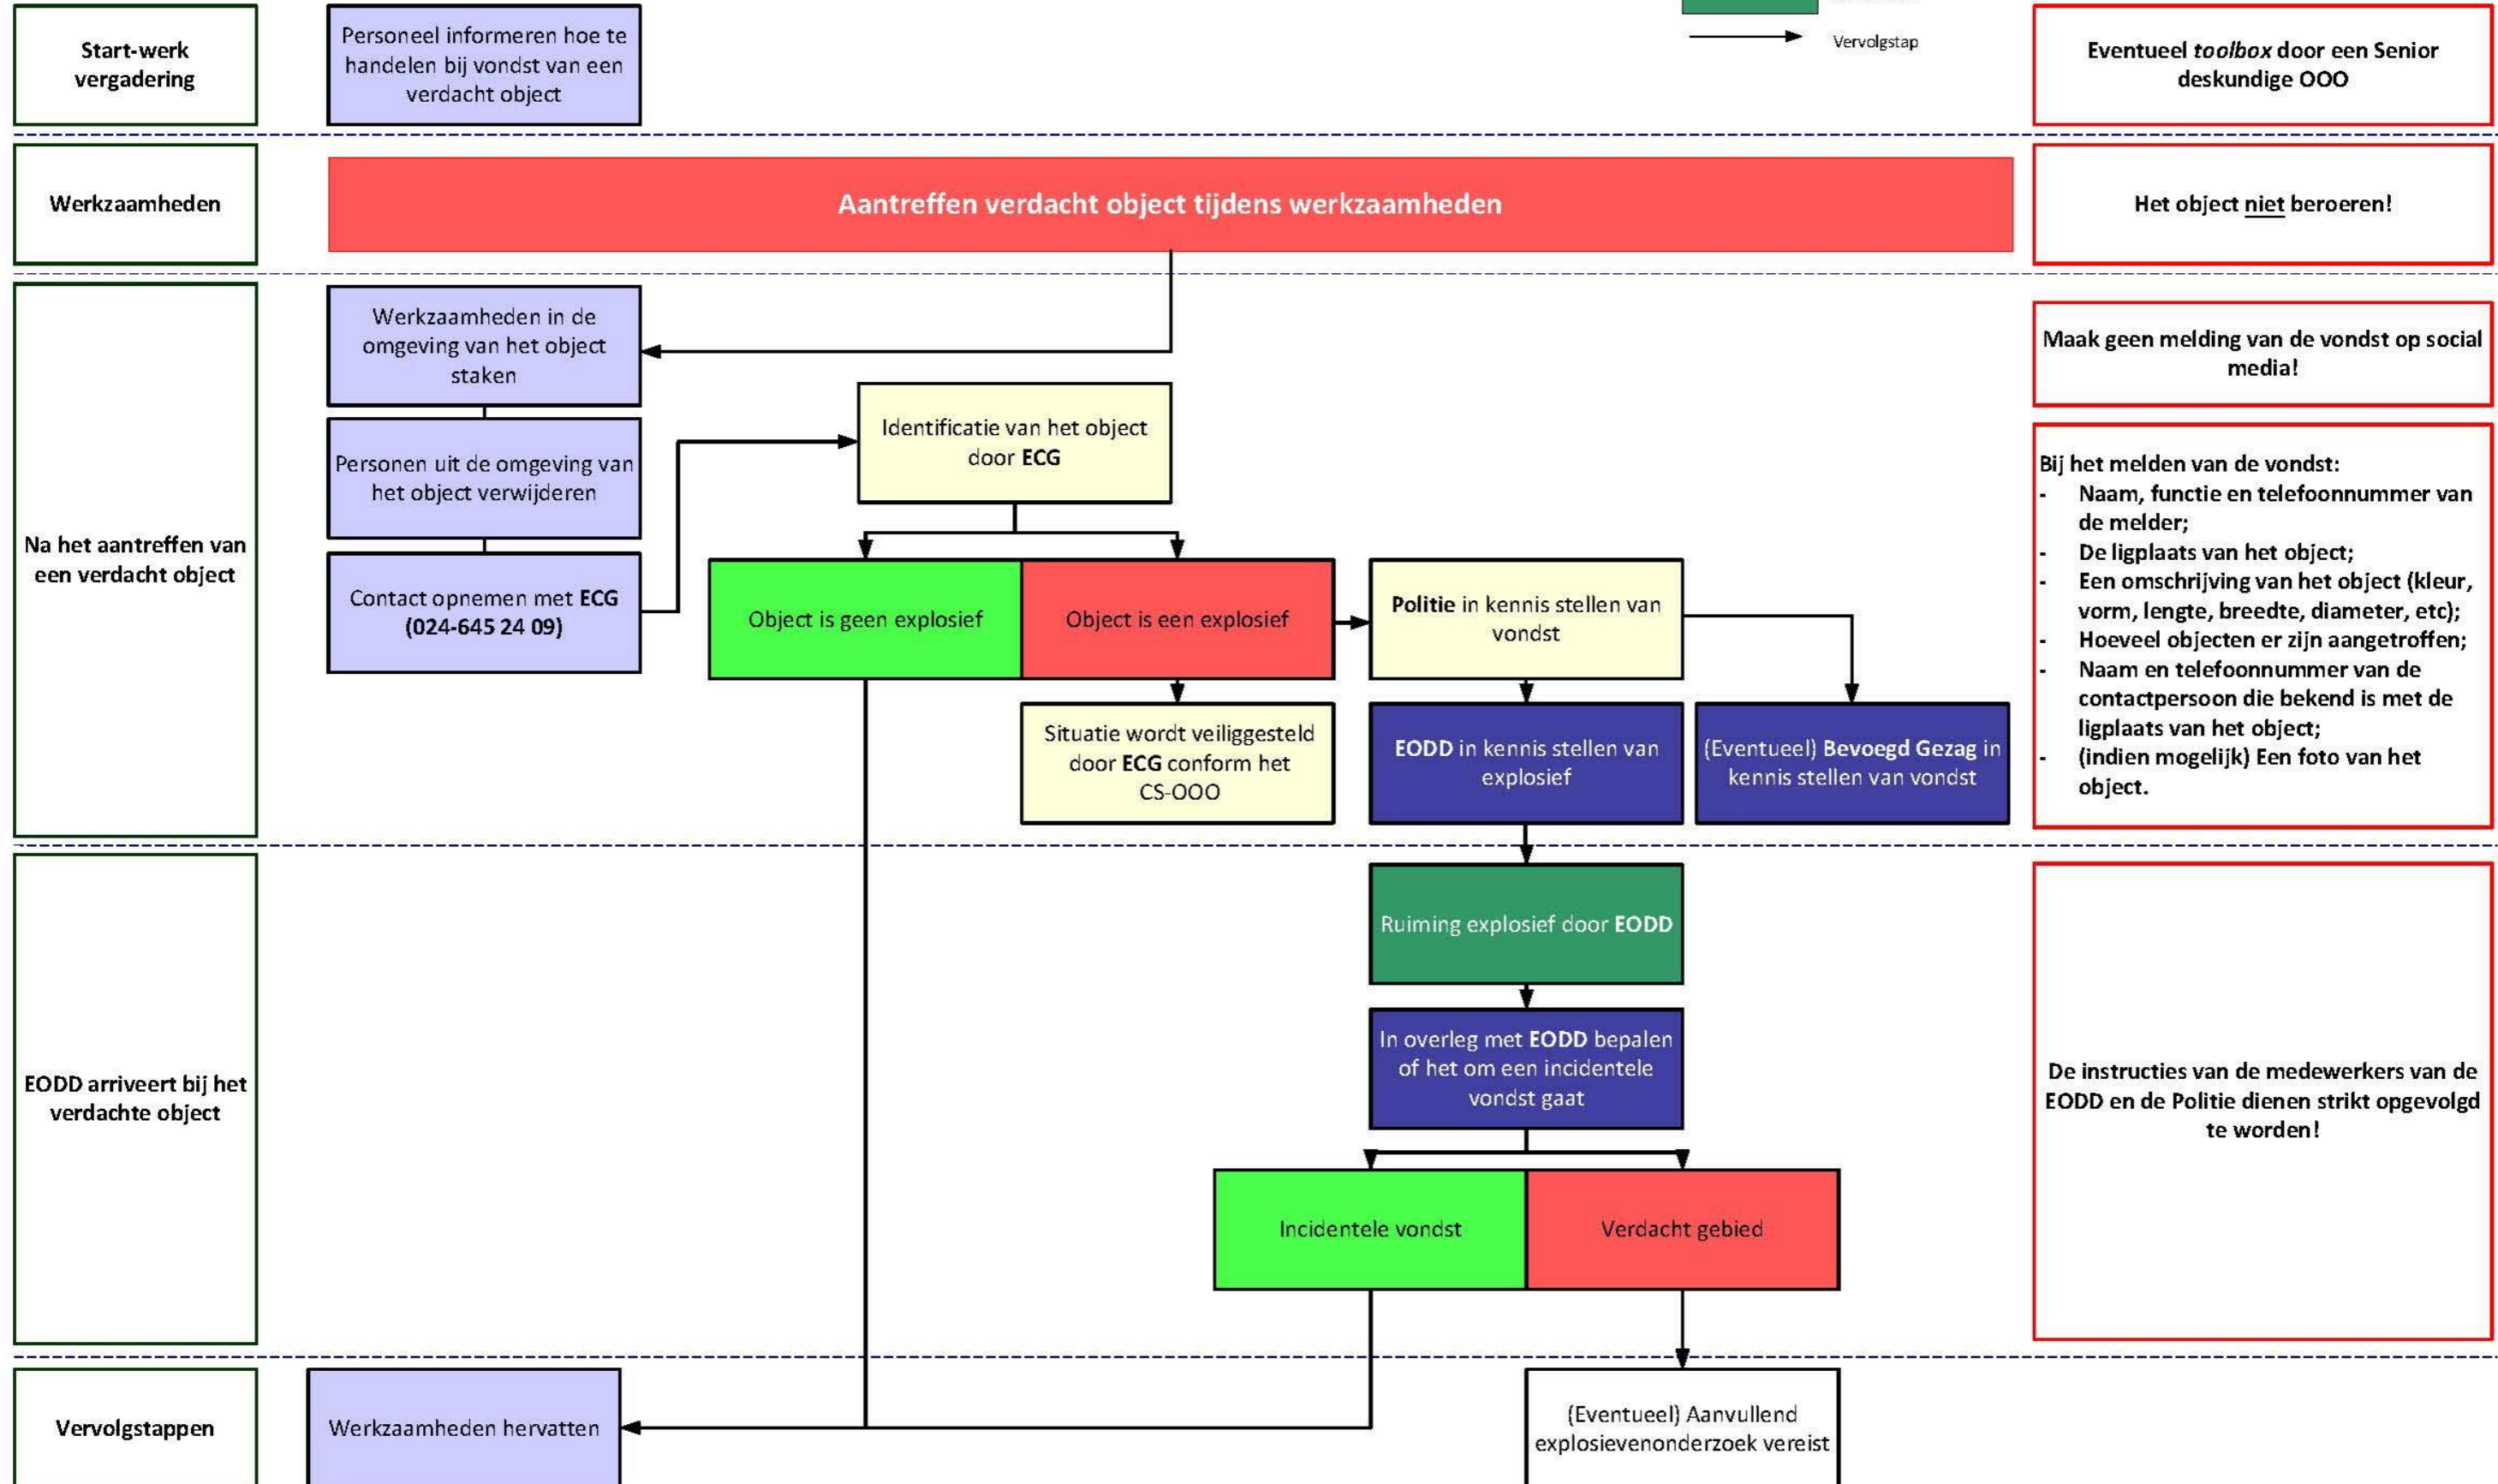 Vervolgstap
Start-werk
vergadering
Personeel informeren hoe te
handelen bij vondst van een
verdacht object
Eventueel toolbox door een Senior
deskundige OOO
Werkzaamheden
Aantreffen verdacht object tijdens werkzaamheden
Het object niet beroeren!
Na het aantreffen van
een verdacht object
Werkzaamheden in de
omgeving van het object
staken
Personen uit de omgeving van
het object verwijderen
Contact opnemen met ECG
(024-645 24 09)
Identificatie van het object
door ECG
Object is geen explosief
Object is een explosief
Situatie wordt veiliggesteld
door ECG conform het
CS-OOO
Politie in kennis stellen van
vondst
EODD in kennis stellen van
explosief
(Eventueel) Bevoegd Gezag in
kennis stellen van vondst
Maak geen melding van de vondst op social
media!
Bij het melden van de vondst:
- Naam, functie en telefoonnummer van
de melder;
- De ligplaats van het object;
- Een omschrijving van het object (kleur,
vorm, lengte, breedte, diameter, etc);
- Hoeveel objecten er zijn aangetroffen;
- Naam en telefoonnummer van de
contactpersoon die bekend is met de
ligplaats van het object;
- (indien mogelijk) Een foto van het
object.
EODD arriveert bij het
verdachte object
Ruiming explosief door EODD
In overleg met EODD bepalen
of het om een incidentele
vondst gaat
Incidentele vondst
Verdacht gebied
De instructies van de medewerkers van de
EODD en de Politie dienen strikt opgevolgd
te worden!
Vervolgstappen
Werkzaamheden hervatten
(Eventueel) Aanvullend
explosievenonderzoek vereist